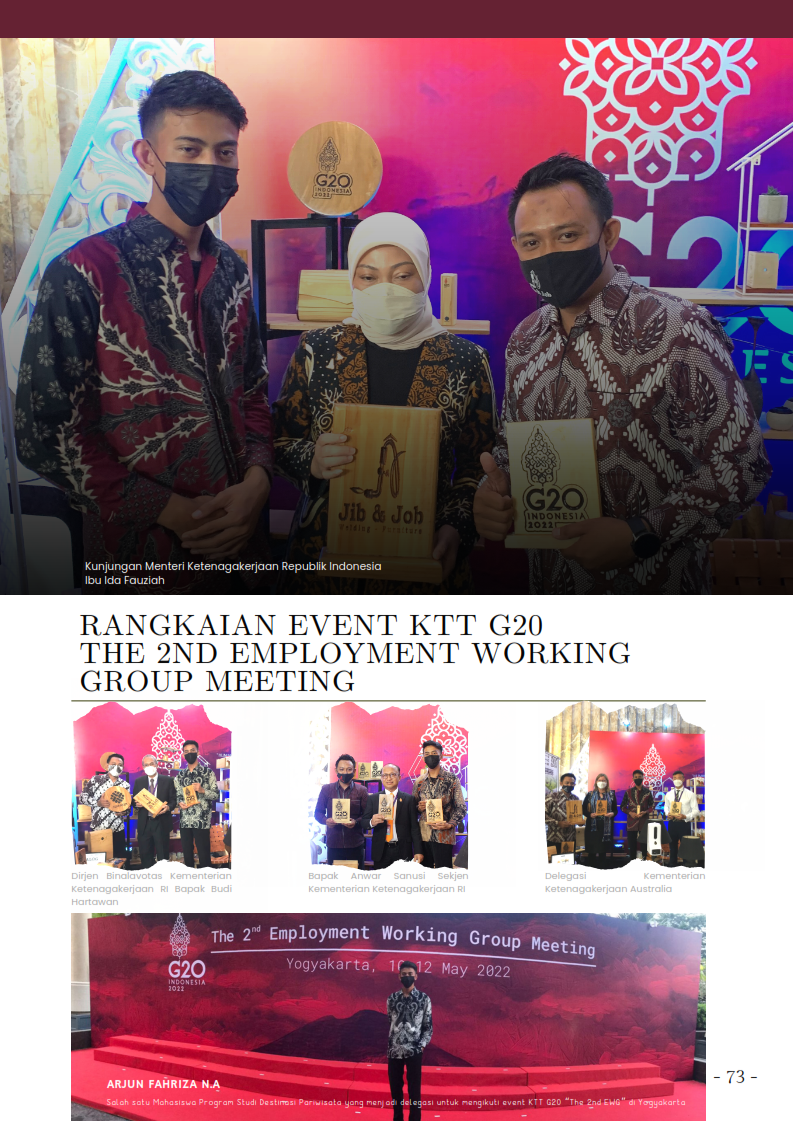 G20
INDONESIA
2022
Jib & Job
Welding - Furniture
G20
INDONESIA
2022
Kunjungan Menteri Ketenagakerjaan Republik Indonesia
Ibu Ida Fauziah
RANGKAIAN EVENT KTT G20
THE 2ND EMPLOYMENT WORKING
GROUP MEETING
Dirjen Binalavotas Kementerian
Ketenagakerjaan RI Bapak Budi
Hartawan
Bapak Anwar Sanusi Sekjen
Kementerian Ketenagakerjaan RI
Delegasi Kementerian
Ketenagakerjaan Australia
The 2nd Employment Working Group Meeting
Yogyakarta, 10 12 May 2022
G20
INDONESIA
2022
ARJUN FAHRIZA N.A
Salah satu Mahasiswa Program Studi Destinasi Pariwisata yang menjadi delegasi untuk mengikuti event KTT G20 "The 2nd EWG" di Yogyakarta
- 73 -